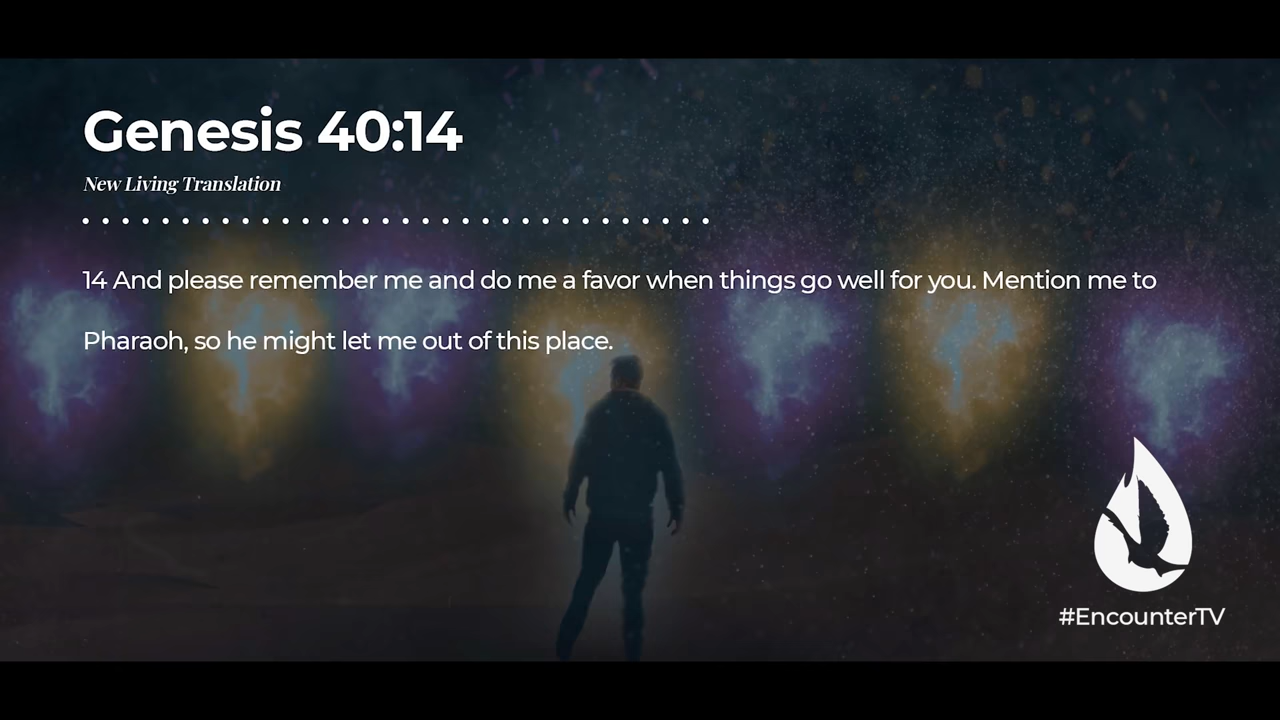 Genesis 40:14
New Living Translation
14 And please remember me and do me a favor when things go well for you. Mention me to
Pharaoh, so he might let me out of this place.
#EncounterTV